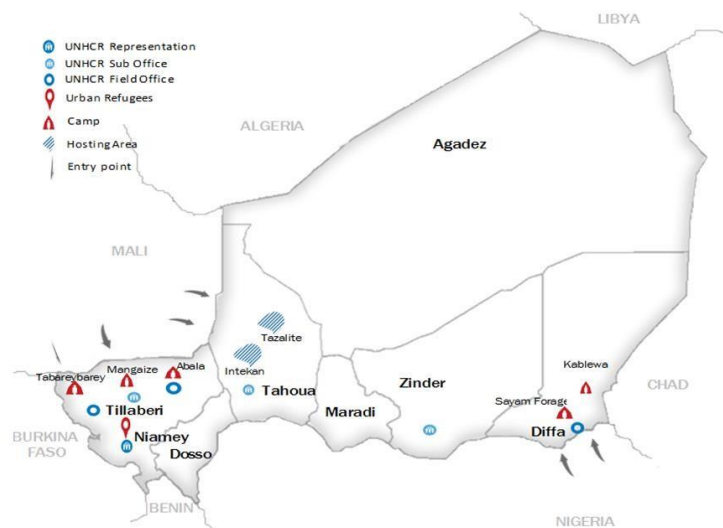 LIBYA
UNHCR Representation
UNHCR Sub Office
UNHCR Field Office
Urban Refugees
Camp
Hosting Area
Entry point
ALGERIA
Agadez
MALI
Tazalite
Mangaize
Abala
Intekan
Tabareybarey
Kablewa
CHAD
Zinder
Tahoua
Maradi
Sayam Forage
Tillaberi
Diffa
Niamey
BURKINA
FASO
Dosso
BENIN
NIGERIA